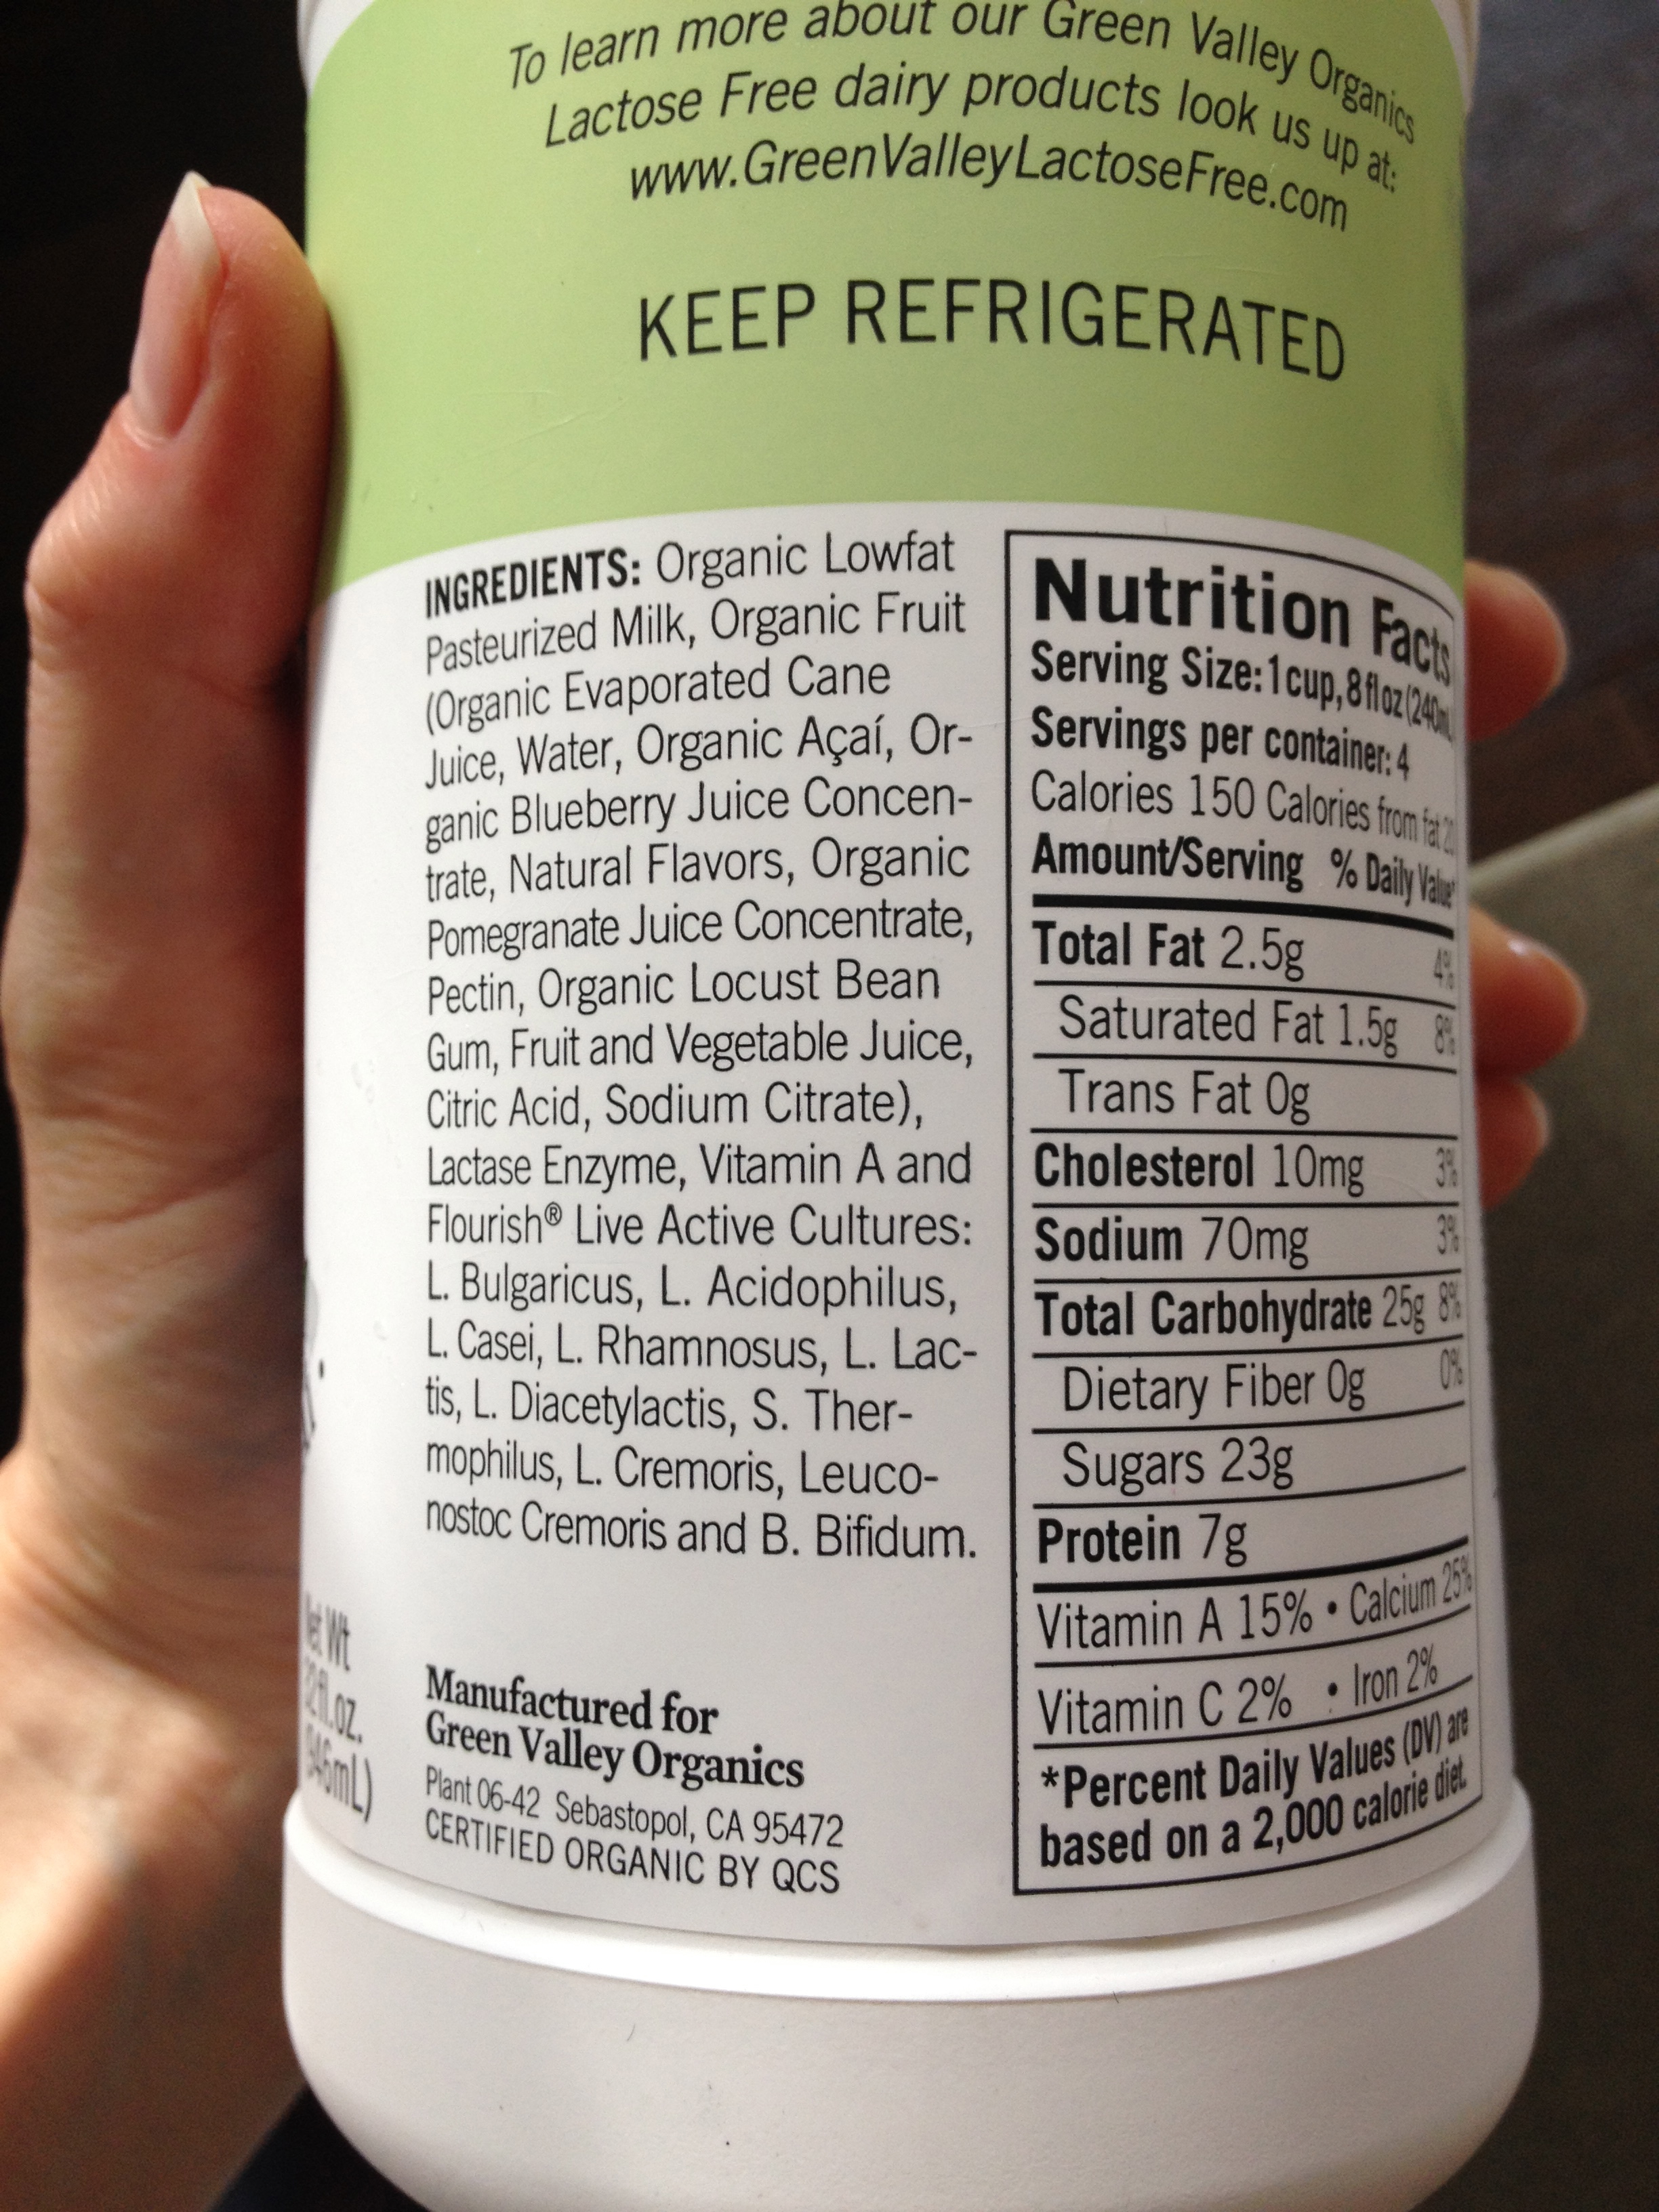 To learn more about our Green Valley Organics
Lactose Free dairy products look us up at:
www.GreenValleyLactoseFree.com
KEEP REFRIGERATED
INGREDIENTS: Organic Lowfat
Pasteurized Milk, Organic Fruit
(Organic Evaporated Cane
Juice, Water, Organic Açaí, Or-
ganic Blueberry Juice Concen-
trate, Natural Flavors, Organic
Pomegranate Juice Concentrate,
Pectin, Organic Locust Bean
Gum, Fruit and Vegetable Juice,
Citric Acid, Sodium Citrate),
Lactase Enzyme, Vitamin A and
Flourish® Live Active Cultures:
L. Bulgaricus, L. Acidophilus,
L. Casei, L. Rhamnosus, L. Lac-
tis, L. Diacetylactis, S. Ther-
mophilus, L. Cremoris, Leuco-
nostoc Cremoris and B. Bifidum.
Manufactured for
Green Valley Organics
Plant 06-42 Sebastopol, CA 95472
CERTIFIED ORGANIC BY QCS
Wt
fl.oz.
Nutrition Facts
Serving Size: 1 cup, 8 fl oz (240mL
Servings per container: 4
Calories 150 Calories from fat 20
Amount/Serving % Daily Value*
Total Fat 2.5g 4%
Saturated Fat 1.5g 8%
Trans Fat 0g
Cholesterol 10mg 3%
Sodium 70mg 3%
Total Carbohydrate 25g 8%
Dietary Fiber 0g 0%
Sugars 23g
Protein 7g
Vitamin A 15% • Calcium 25%
Vitamin C 2% • Iron 2%
*Percent Daily Values (DV) are
based on a 2,000 calorie diet.